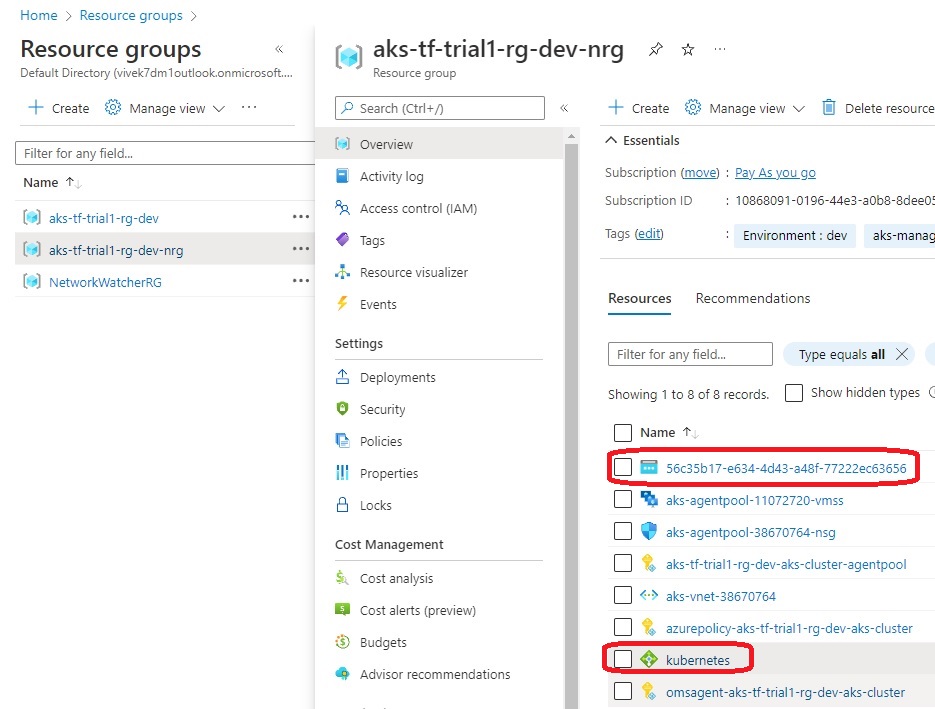 Home > Resource groups >
Resource groups «
Default Directory (vivek7dm1outlook.onmicrosoft....
+ Create Manage view ...
Filter for any field...
Name ↑↓
aks-tf-trial1-rg-dev ...
aks-tf-trial1-rg-dev-nrg ...
NetworkWatcherRG ...
aks-tf-trial1-rg-dev-nrg ...
Resource group
Search (Ctrl+/) «
Overview
Activity log
Access control (IAM)
Tags
Resource visualizer
Events
Settings
Deployments
Security
Policies
Properties
Locks
Cost Management
Cost analysis
Cost alerts (preview)
Budgets
Advisor recommendations
+ Create Manage view Delete resource
Essentials
Subscription (move) : Pay As you go
Subscription ID : 10868091-0196-44e3-a0b8-8dee05
Tags (edit) : Environment : dev aks-manag
Resources Recommendations
Filter for any field... Type equals all ×
Showing 1 to 8 of 8 records. Show hidden types
Name ↑↓
56c35b17-e634-4d43-a48f-77222ec63656
aks-agentpool-11072720-vmss
aks-agentpool-38670764-nsg
aks-tf-trial1-rg-dev-aks-cluster-agentpool
aks-vnet-38670764
azurepolicy-aks-tf-trial1-rg-dev-aks-cluster
kubernetes
omsagent-aks-tf-trial1-rg-dev-aks-cluster